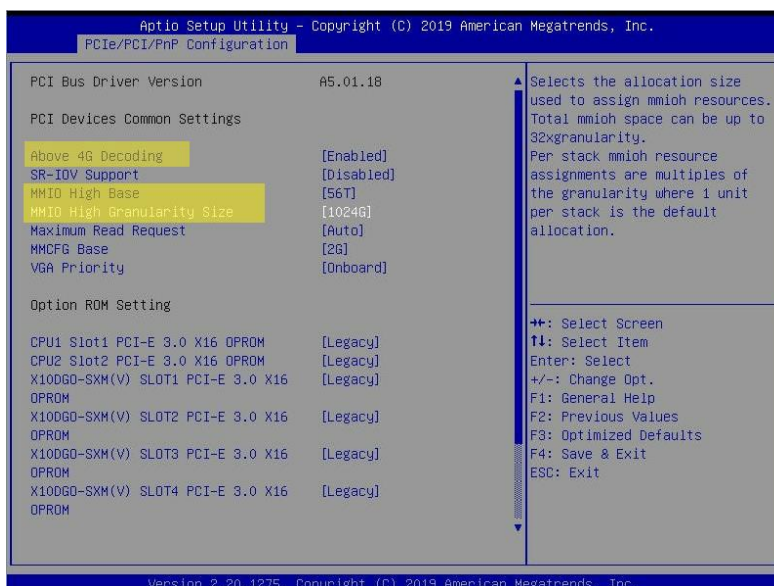 Aptio Setup Utility – Copyright (C) 2019 American Megatrends, Inc.
PCIe/PCI/PnP Configuration
PCI Bus Driver Version A5.01.18
PCI Devices Common Settings
Above 4G Decoding [Enabled]
SR-IOV Support [Disabled]
MMIO High Base [56T]
MMIO High Granularity Size [1024G]
Maximum Read Request [Auto]
MMCFG Base [2G]
VGA Priority [Onboard]
Option ROM Setting
CPU1 Slot1 PCI-E 3.0 X16 OPROM [Legacy]
CPU2 Slot2 PCI-E 3.0 X16 OPROM [Legacy]
X10DGO-SXM(V) SLOT1 PCI-E 3.0 X16 [Legacy]
OPROM
X10DGO-SXM(V) SLOT2 PCI-E 3.0 X16 [Legacy]
OPROM
X10DGO-SXM(V) SLOT3 PCI-E 3.0 X16 [Legacy]
OPROM
X10DGO-SXM(V) SLOT4 PCI-E 3.0 X16 [Legacy]
OPROM
Selects the allocation size
used to assign mmioh resources.
Total mmioh space can be up to
32xgranularity.
Per stack mmioh resource
assignments are multiples of
the granularity where 1 unit
per stack is the default
allocation.
→←: Select Screen
↑↓: Select Item
Enter: Select
+/-: Change Opt.
F1: General Help
F2: Previous Values
F3: Optimized Defaults
F4: Save & Exit
ESC: Exit
Version 2.20.1275. Copyright (C) 2019 American Megatrends, Inc.